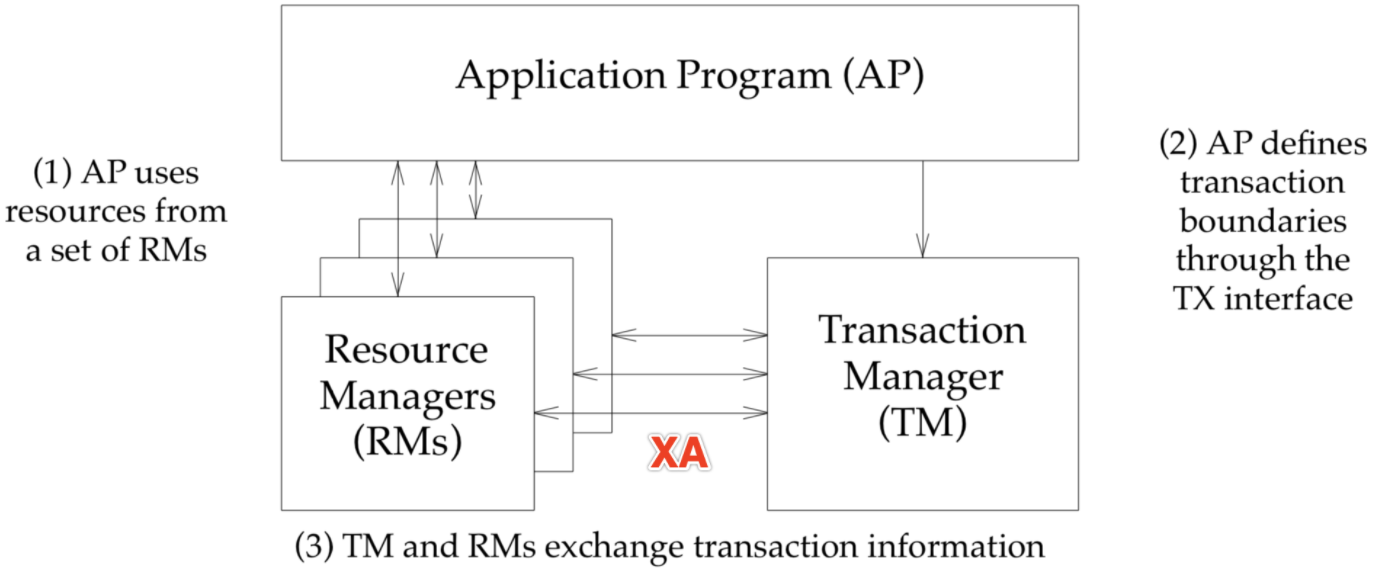 Application Program (AP)
(1) AP uses
resources from
a set of RMs
(2) AP defines
transaction
boundaries
through the
TX interface
Resource
Managers
(RMs)
Transaction
Manager
(TM)
XA
(3) TM and RMs exchange transaction information